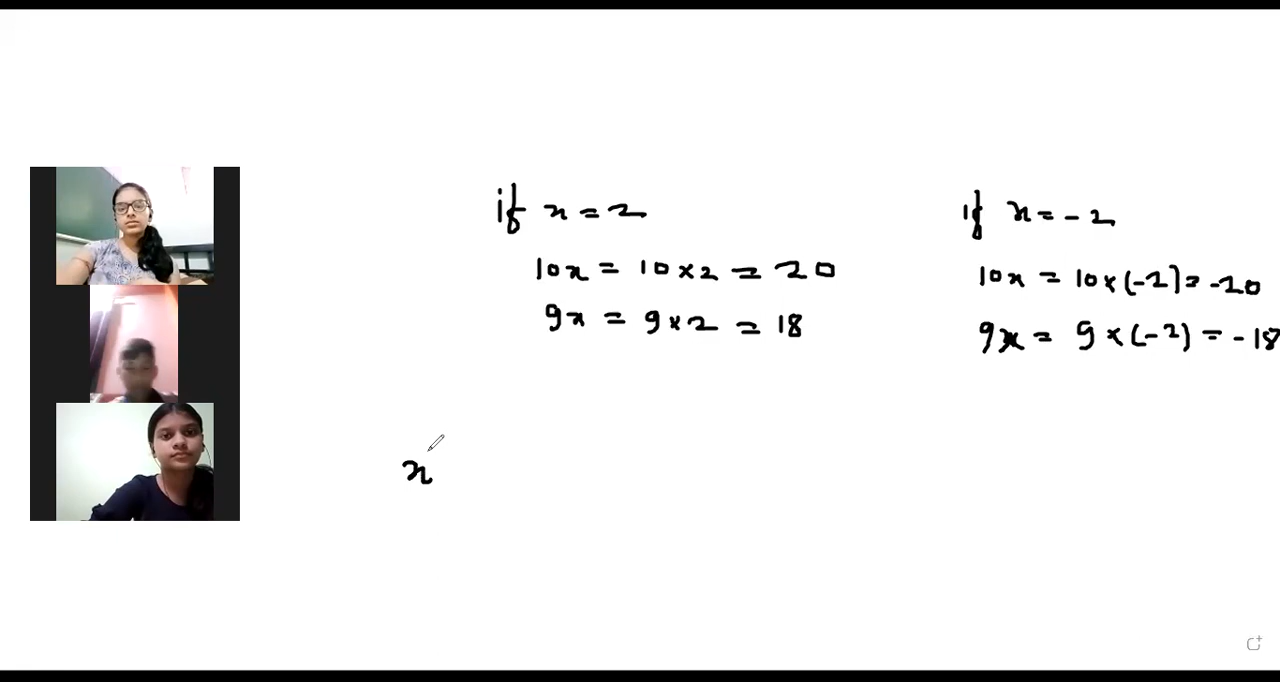 if x = 2
10x = 10 × 2 = 20
9x = 9 × 2 = 18
if x = - 2
10x = 10 × (-2) = -20
9x = 9 × (-2) = -18
x